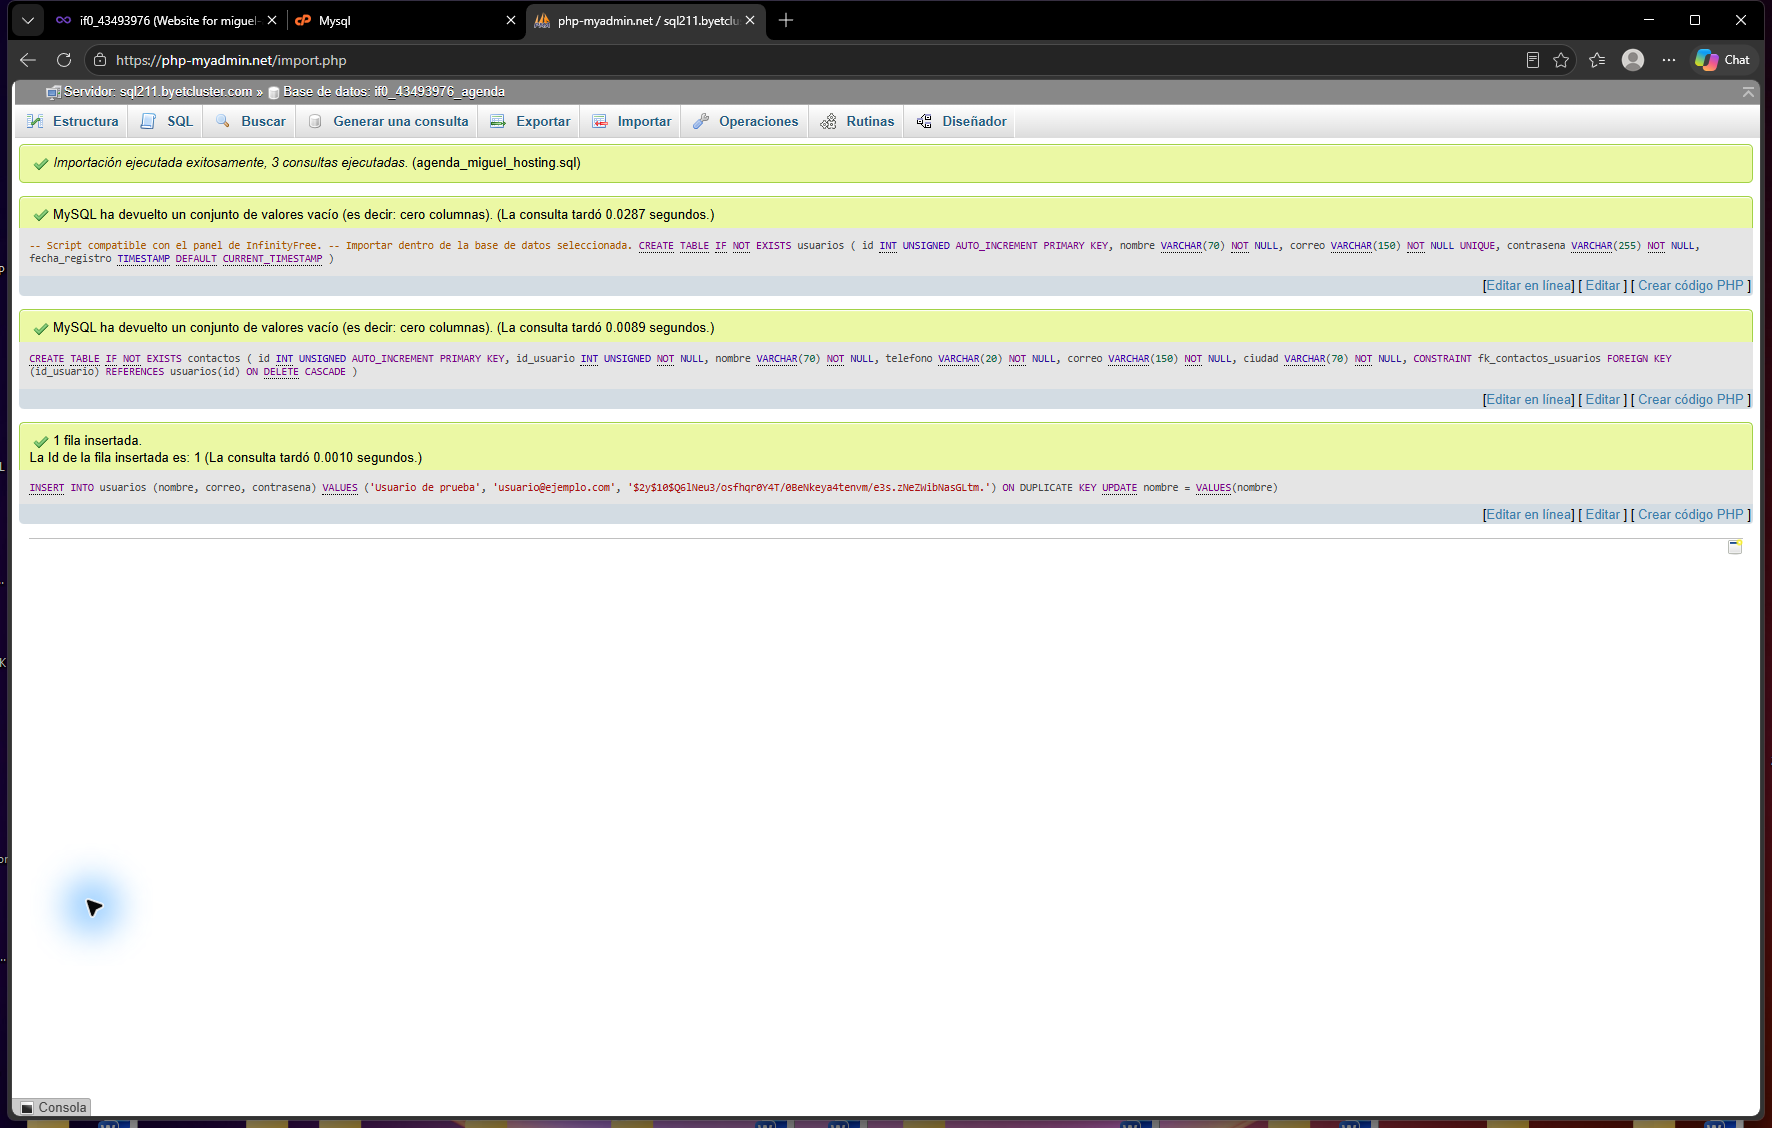 if0_43493976 (Website for miguel-
Mysql
php-myadmin.net / sql211.byetclu
https://php-myadmin.net/import.php
Chat
Servidor: sql211.byetcluster.com » Base de datos: if0_43493976_agenda
Estructura SQL Buscar Generar una consulta Exportar Importar Operaciones Rutinas Diseñador
Importación ejecutada exitosamente, 3 consultas ejecutadas. (agenda_miguel_hosting.sql)
MySQL ha devuelto un conjunto de valores vacío (es decir: cero columnas). (La consulta tardó 0.0287 segundos.)
-- Script compatible con el panel de InfinityFree. -- Importar dentro de la base de datos seleccionada. CREATE TABLE IF NOT EXISTS usuarios ( id INT UNSIGNED AUTO_INCREMENT PRIMARY KEY, nombre VARCHAR(70) NOT NULL, correo VARCHAR(150) NOT NULL UNIQUE, contrasena VARCHAR(255) NOT NULL,
fecha_registro TIMESTAMP DEFAULT CURRENT_TIMESTAMP )
[Editar en línea] [ Editar ] [ Crear código PHP ]
MySQL ha devuelto un conjunto de valores vacío (es decir: cero columnas). (La consulta tardó 0.0089 segundos.)
CREATE TABLE IF NOT EXISTS contactos ( id INT UNSIGNED AUTO_INCREMENT PRIMARY KEY, id_usuario INT UNSIGNED NOT NULL, nombre VARCHAR(70) NOT NULL, telefono VARCHAR(20) NOT NULL, correo VARCHAR(150) NOT NULL, ciudad VARCHAR(70) NOT NULL, CONSTRAINT fk_contactos_usuarios FOREIGN KEY
(id_usuario) REFERENCES usuarios(id) ON DELETE CASCADE )
[Editar en línea] [ Editar ] [ Crear código PHP ]
1 fila insertada.
La Id de la fila insertada es: 1 (La consulta tardó 0.0010 segundos.)
INSERT INTO usuarios (nombre, correo, contrasena) VALUES ('Usuario de prueba', 'usuario@ejemplo.com', '$2y$10$Q6lNeu3/osfhqr0Y4T/0BeNkeya4tenvm/e3s.zNeZWibNasGLtm.') ON DUPLICATE KEY UPDATE nombre = VALUES(nombre)
[Editar en línea] [ Editar ] [ Crear código PHP ]
Consola